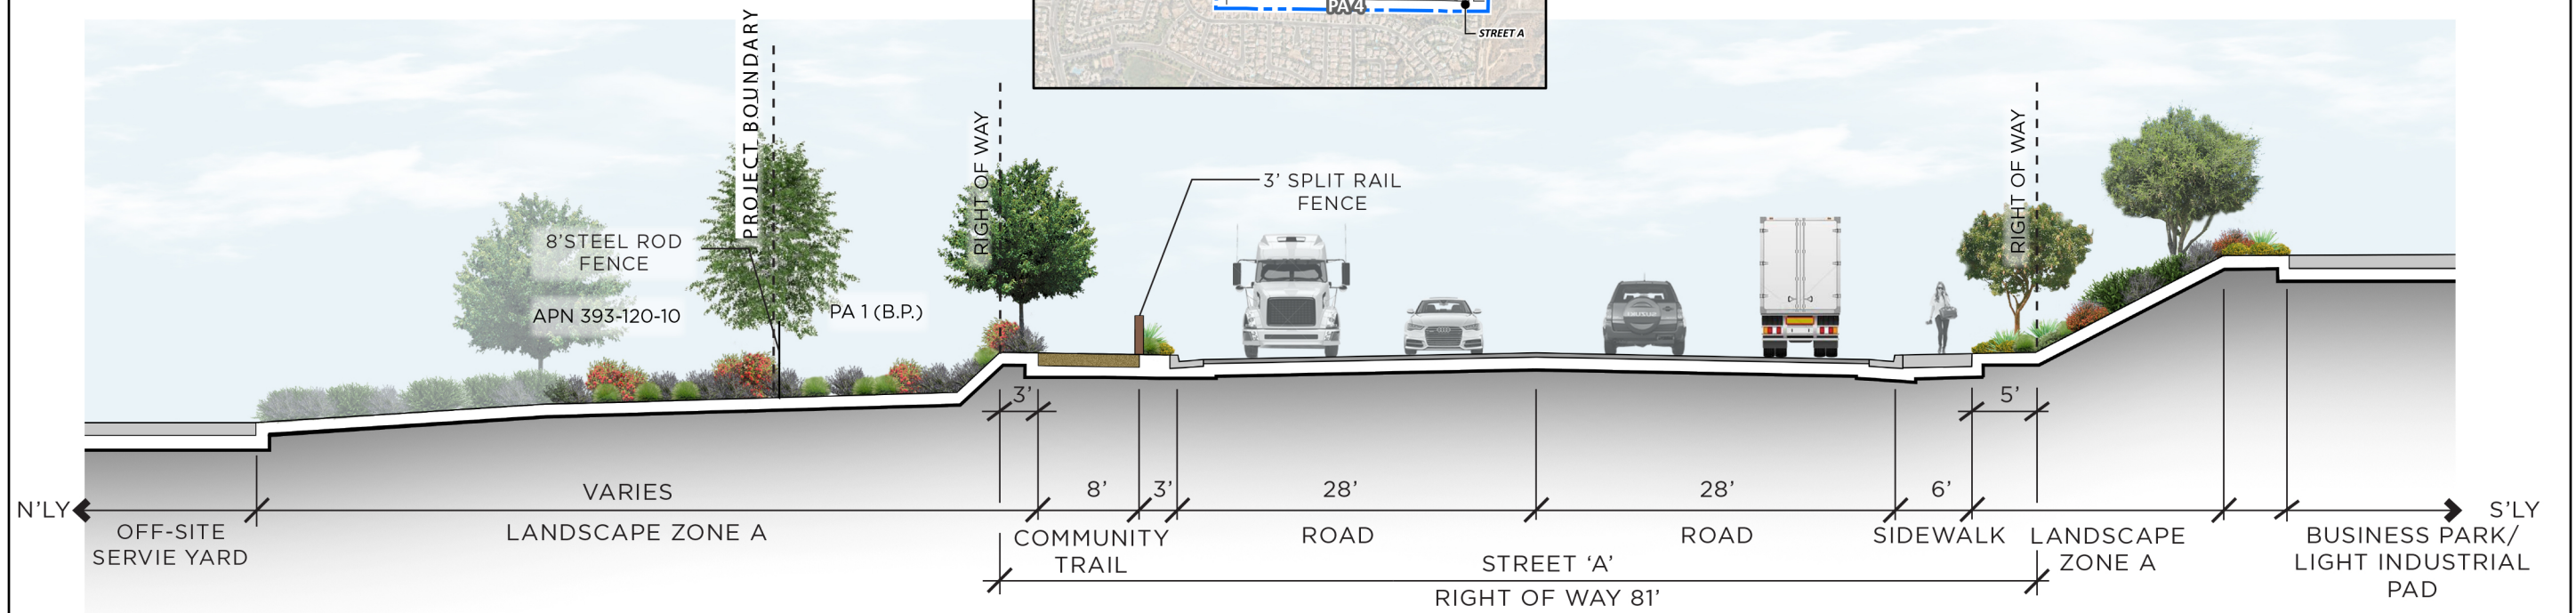 PA 4
STREET A
PROJECT BOUNDARY
RIGHT OF WAY
RIGHT OF WAY
3' SPLIT RAIL
FENCE
8'STEEL ROD
FENCE
APN 393-120-10
PA 1 (B.P.)
3'
5'
N'LY
VARIES
8'
3'
28'
28'
6'
S'LY
OFF-SITE
SERVIE YARD
LANDSCAPE ZONE A
COMMUNITY
TRAIL
ROAD
ROAD
SIDEWALK
LANDSCAPE
ZONE A
BUSINESS PARK/
LIGHT INDUSTRIAL
PAD
STREET ‘A’
RIGHT OF WAY 81'